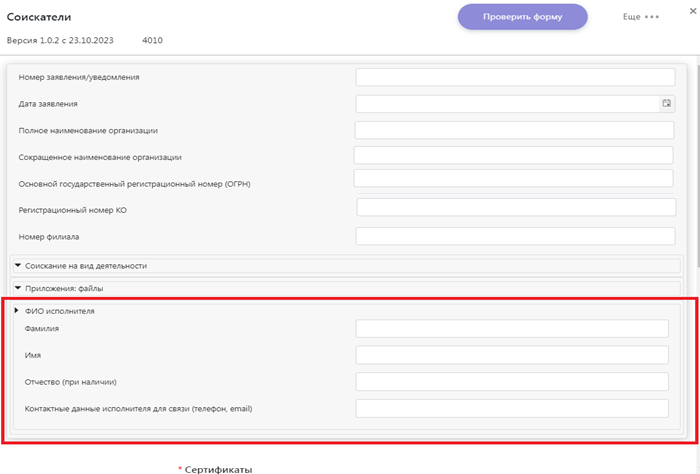 Соискатели
Проверить форму
Еще •••
Версия 1.0.2 с 23.10.2023 4010
Номер заявления/уведомления
Дата заявления
Полное наименование организации
Сокращенное наименование организации
Основной государственный регистрационный номер (ОГРН)
Регистрационный номер КО
Номер филиала
Соискание на вид деятельности
Приложения: файлы
ФИО исполнителя
Фамилия
Имя
Отчество (при наличии)
Контактные данные исполнителя для связи (телефон, email)
* Сертификаты